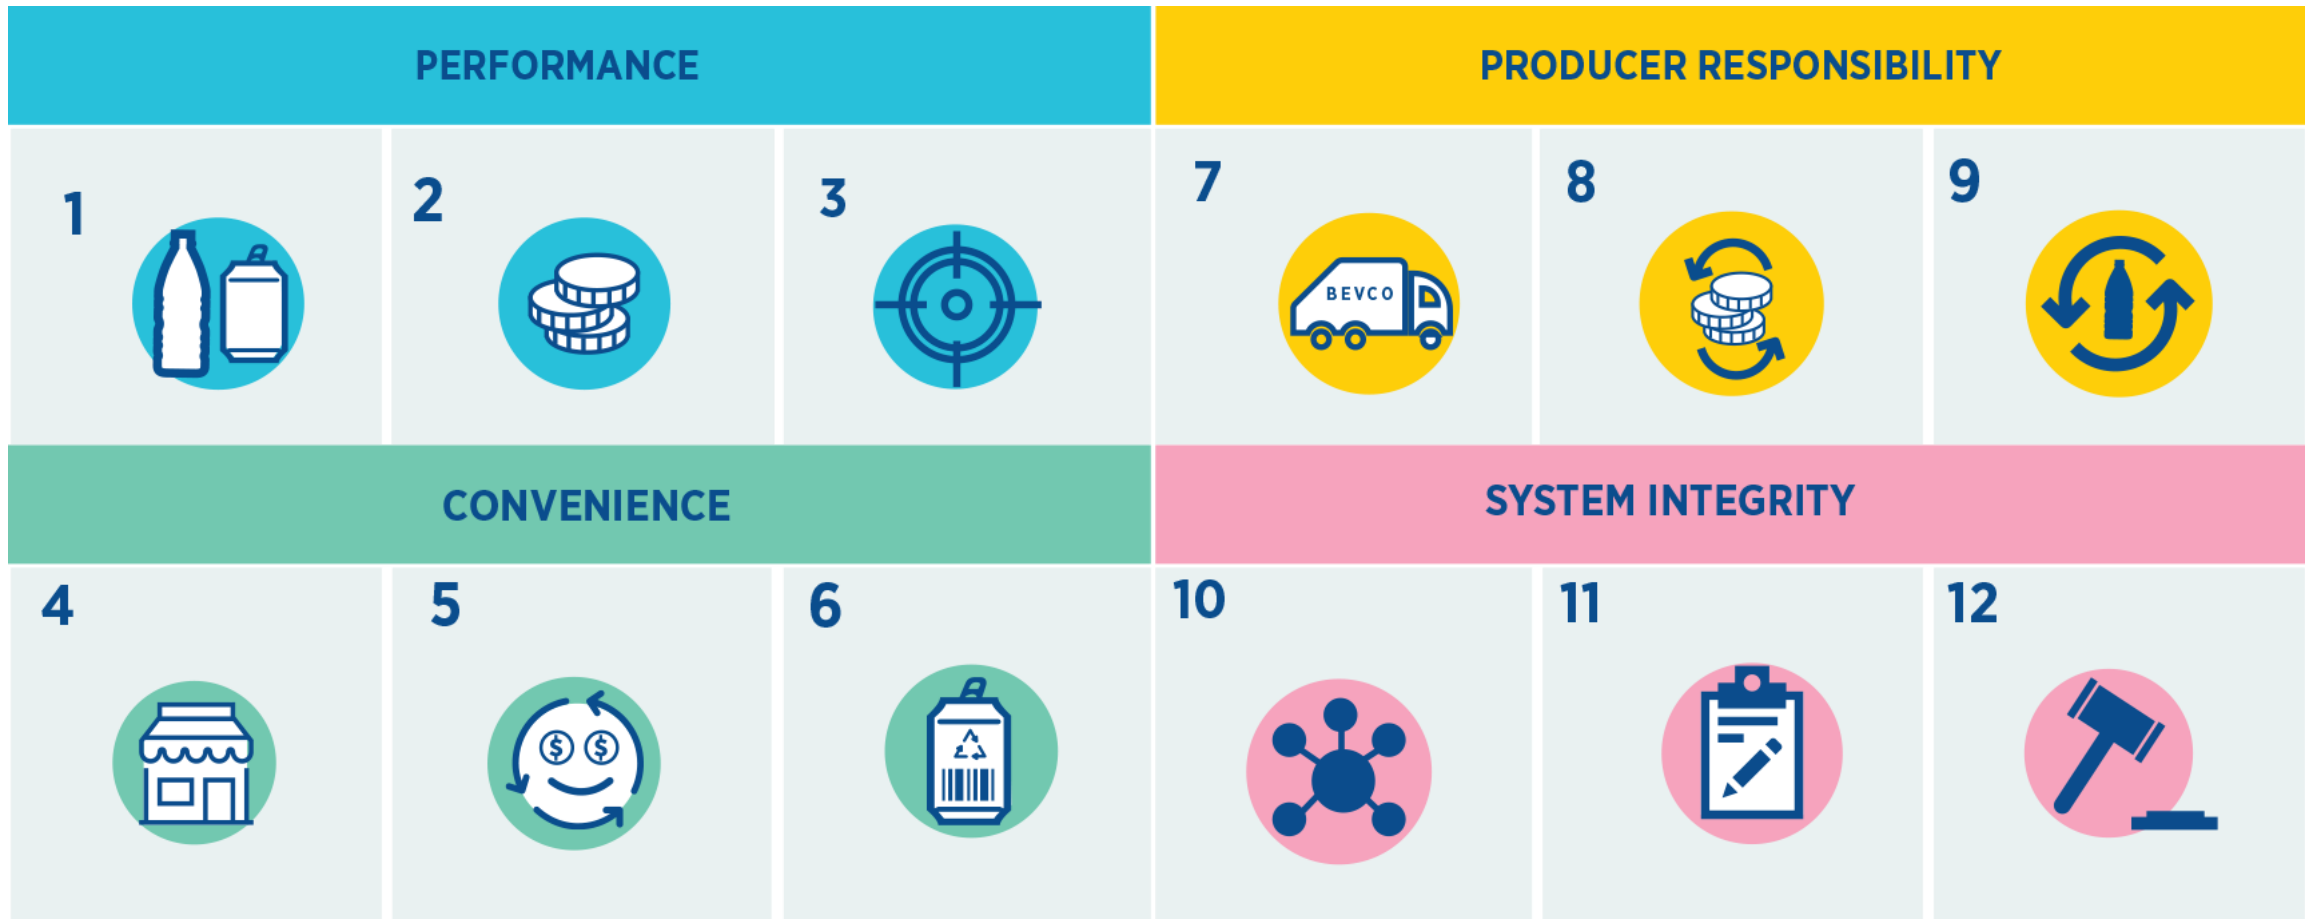 PERFORMANCE
PRODUCER RESPONSIBILITY
1
2
3
7
BEVCO
8
9
CONVENIENCE
SYSTEM INTEGRITY
4
5
$ $
6
10
11
12